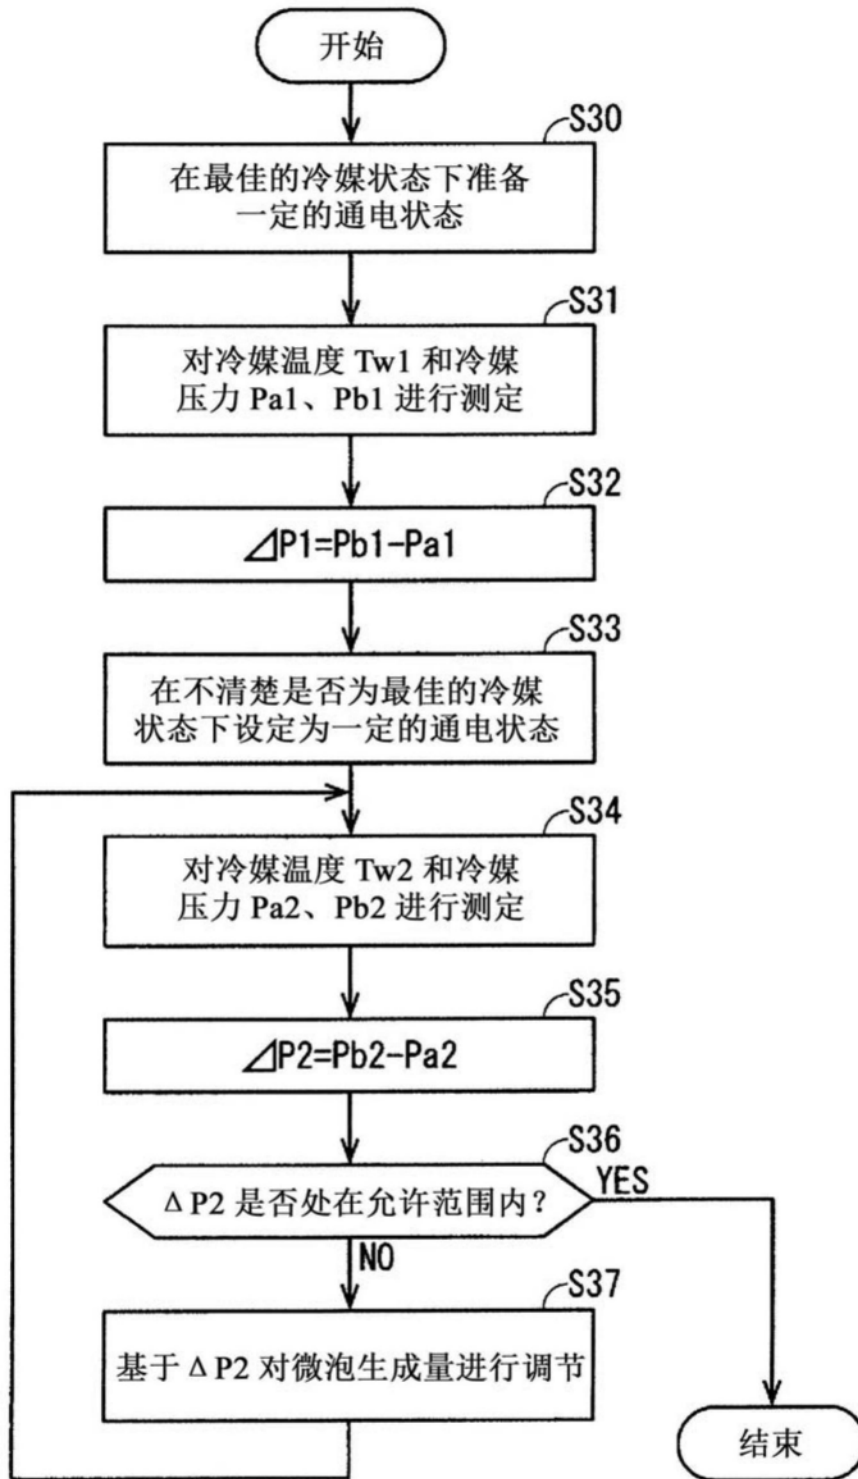 开始
S30
在最佳的冷媒状态下准备
一定的通电状态
S31
对冷媒温度 Tw1 和冷媒
压力 Pa1、Pb1 进行测定
S32
⊿P1=Pb1-Pa1
S33
在不清楚是否为最佳的冷媒
状态下设定为一定的通电状态
S34
对冷媒温度 Tw2 和冷媒
压力 Pa2、Pb2 进行测定
S35
⊿P2=Pb2-Pa2
S36
Δ P2 是否处在允许范围内？
YES
NO
S37
基于 Δ P2 对微泡生成量进行调节
结束